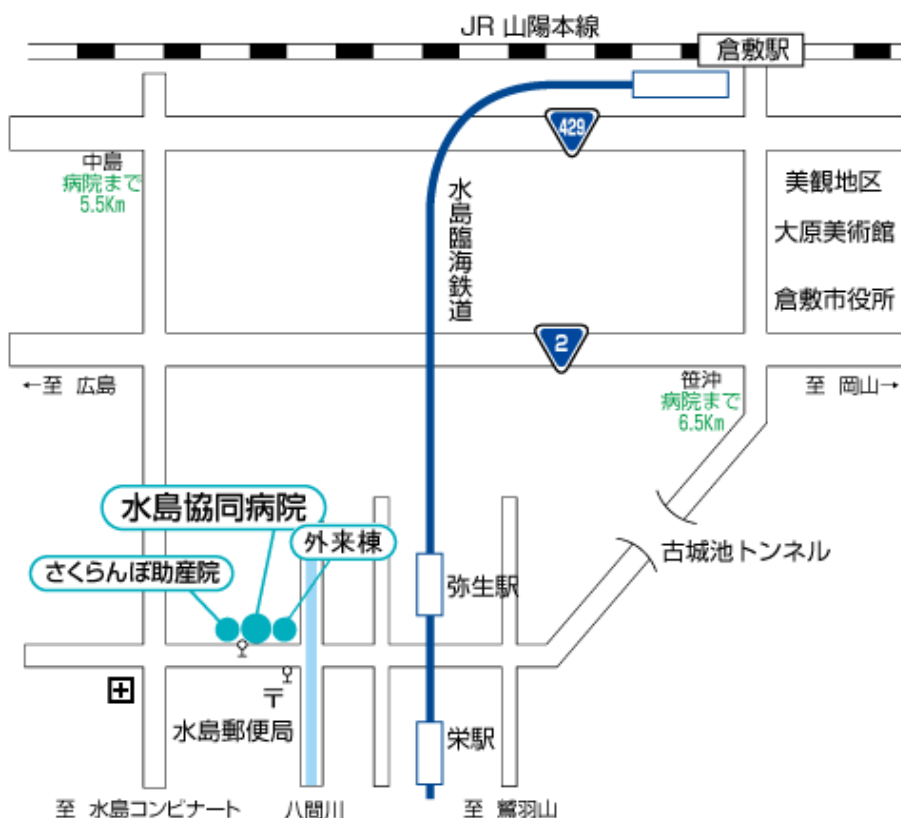 JR 山陽本線
倉敷駅
429
中島
病院まで
5.5Km
水島臨海鉄道
美観地区
大原美術館
倉敷市役所
2
←至 広島
笹沖
病院まで
6.5Km
至 岡山→
水島協同病院
外来棟
さくらんぼ助産院
古城池トンネル
弥生駅
〒
水島郵便局
栄駅
至 水島コンビナート
八間川
至 鷲羽山